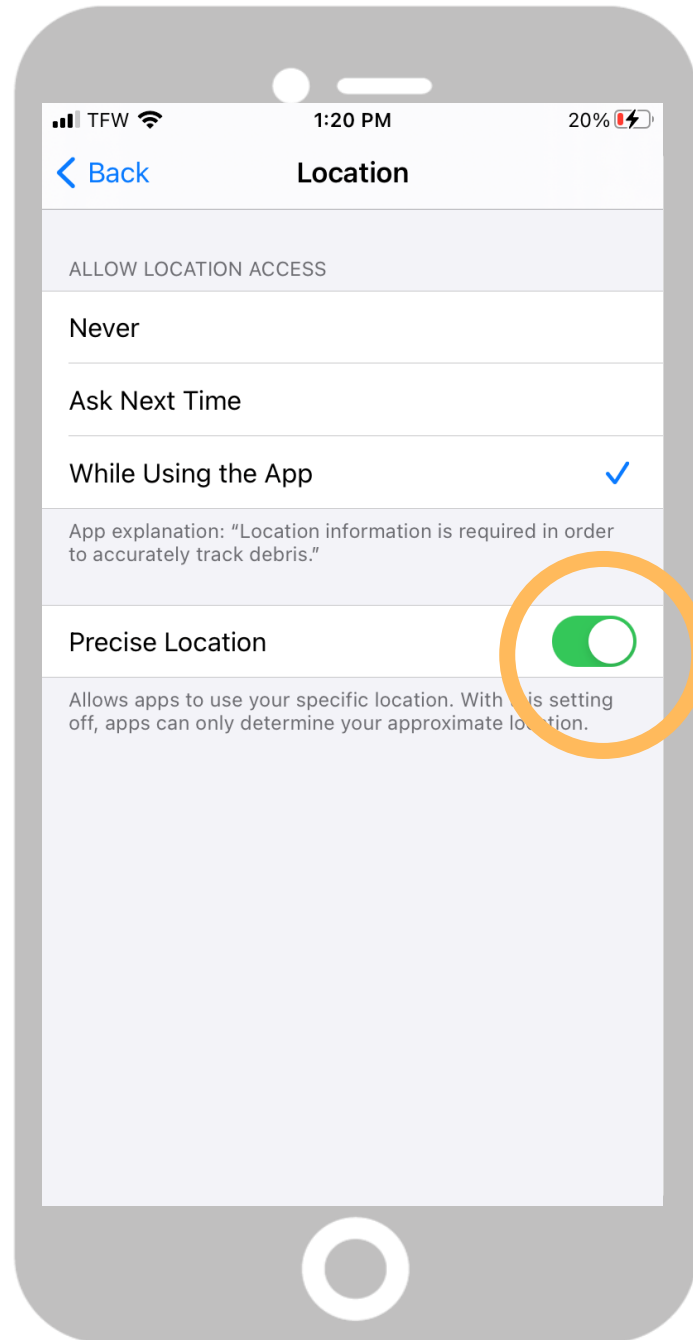 TFW 1:20 PM 20%
Back Location
ALLOW LOCATION ACCESS
Never
Ask Next Time
While Using the App
App explanation: “Location information is required in order
to accurately track debris.”
Precise Location
Allows apps to use your specific location. With this setting
off, apps can only determine your approximate location.